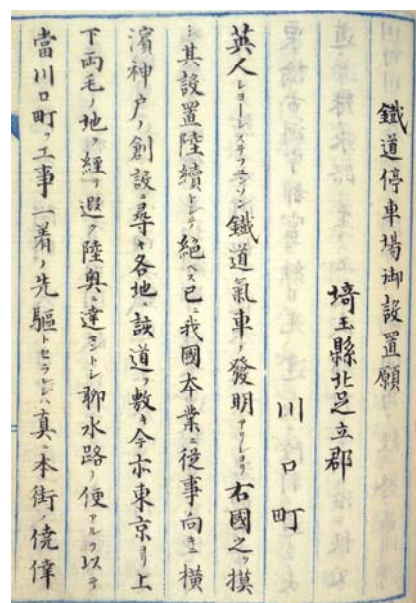 鐵道停車場御設置願
埼玉縣北足立郡
川口町
英人ショージステフェンソン鐵道氣車ノ發明アリシヨリ右國之ヲ摸
シ其設置陸續トシテ絶ヘス已ニ我國本業ニ從事向キニ横
濱神戸ノ創設ニ尋キ各地ニ該道ヲ敷キ今亦東京ヨリ上
下両毛ノ地ヲ經テ遐ク陸奥ニ達セントシ聊水路ノ便アルヲ以テ
當川口町ヲ工事一着ノ先驅トセラレシハ真ニ本街ノ僥倖